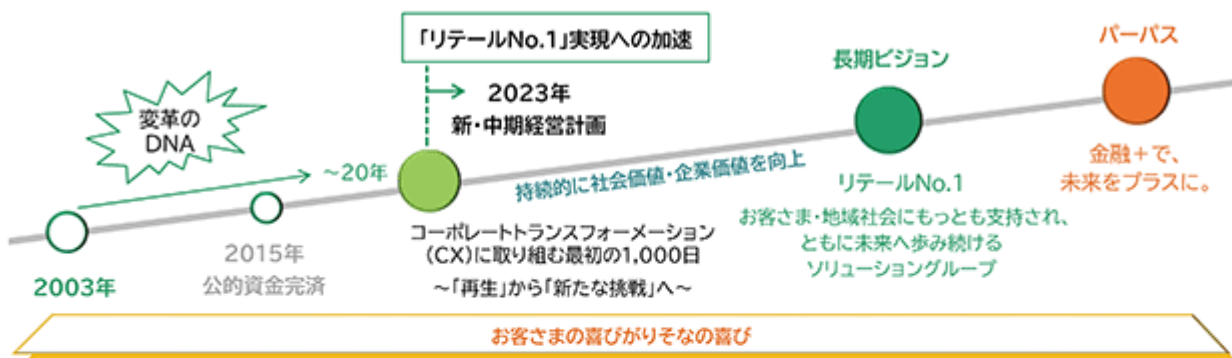 「リテールNo.1」実現への加速
2023年
新・中期経営計画
変革の
DNA
～20年
2003年
2015年
公的資金完済
コーポレートトランスフォーメーション
(CX)に取り組む最初の1,000日
～「再生」から「新たな挑戦」へ～
持続的に社会価値・企業価値を向上
長期ビジョン
リテールNo.1
お客さま・地域社会にもっとも支持され、
ともに未来へ歩み続ける
ソリューショングループ
パーパス
金融+で、
未来をプラスに。
お客さまの喜びがりそなの喜び